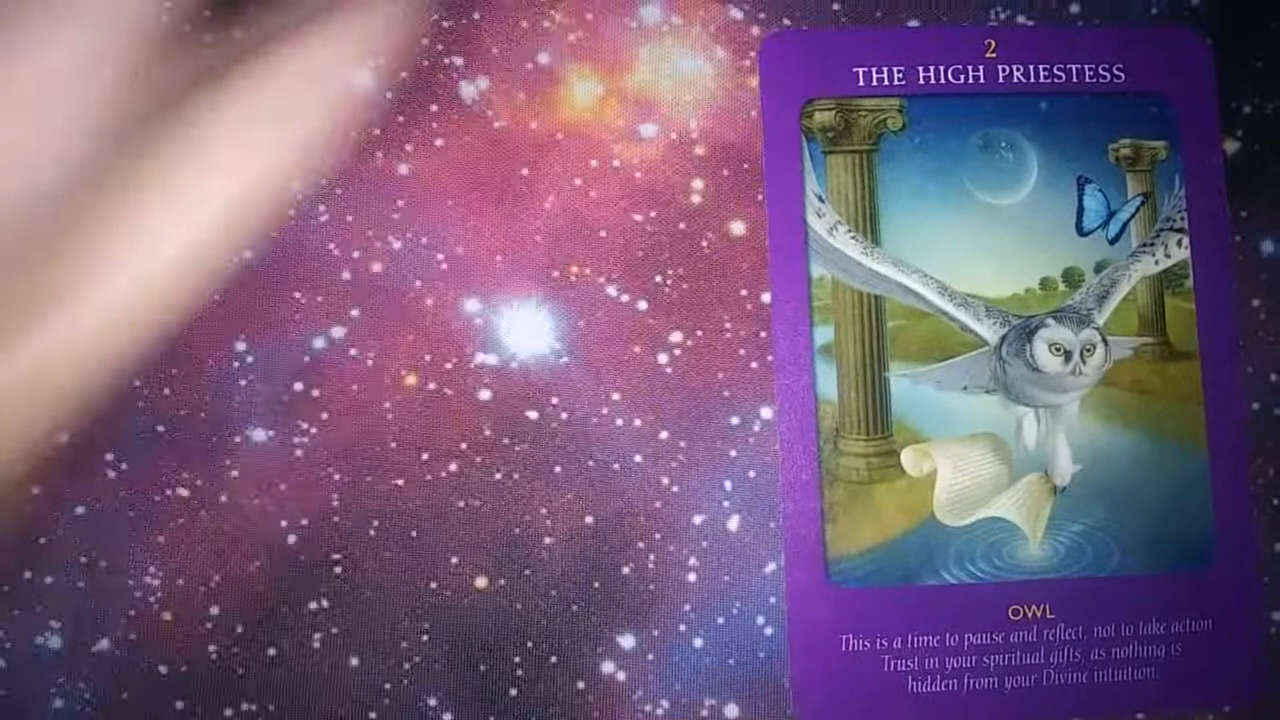 2
THE HIGH PRIESTESS
OWL
This is a time to pause and reflect, not to take action
Trust in your spiritual gifts, as nothing is
hidden from your Divine intuition.